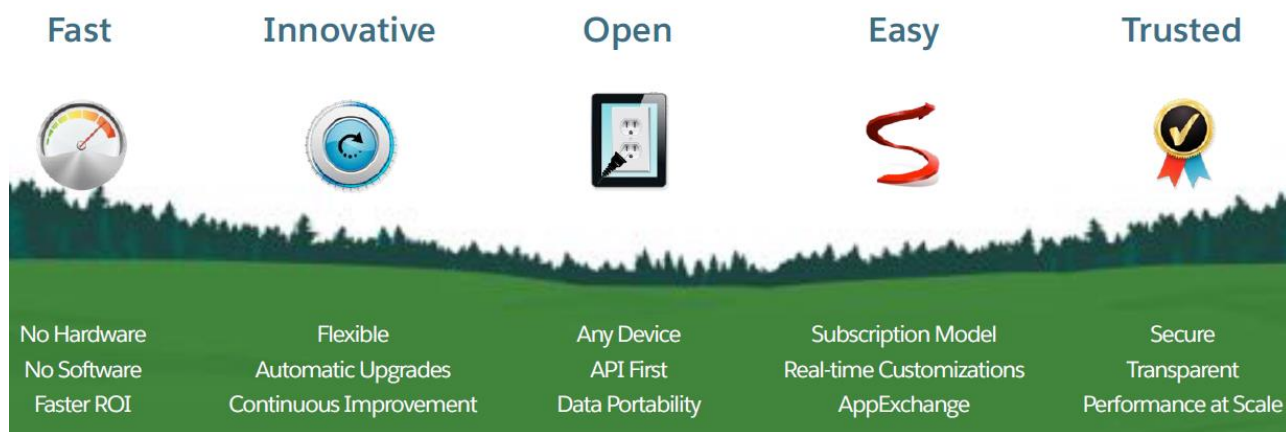 Fast
Innovative
Open
Easy
Trusted
No Hardware
No Software
Faster ROI
Flexible
Automatic Upgrades
Continuous Improvement
Any Device
API First
Data Portability
Subscription Model
Real-time Customizations
AppExchange
Secure
Transparent
Performance at Scale